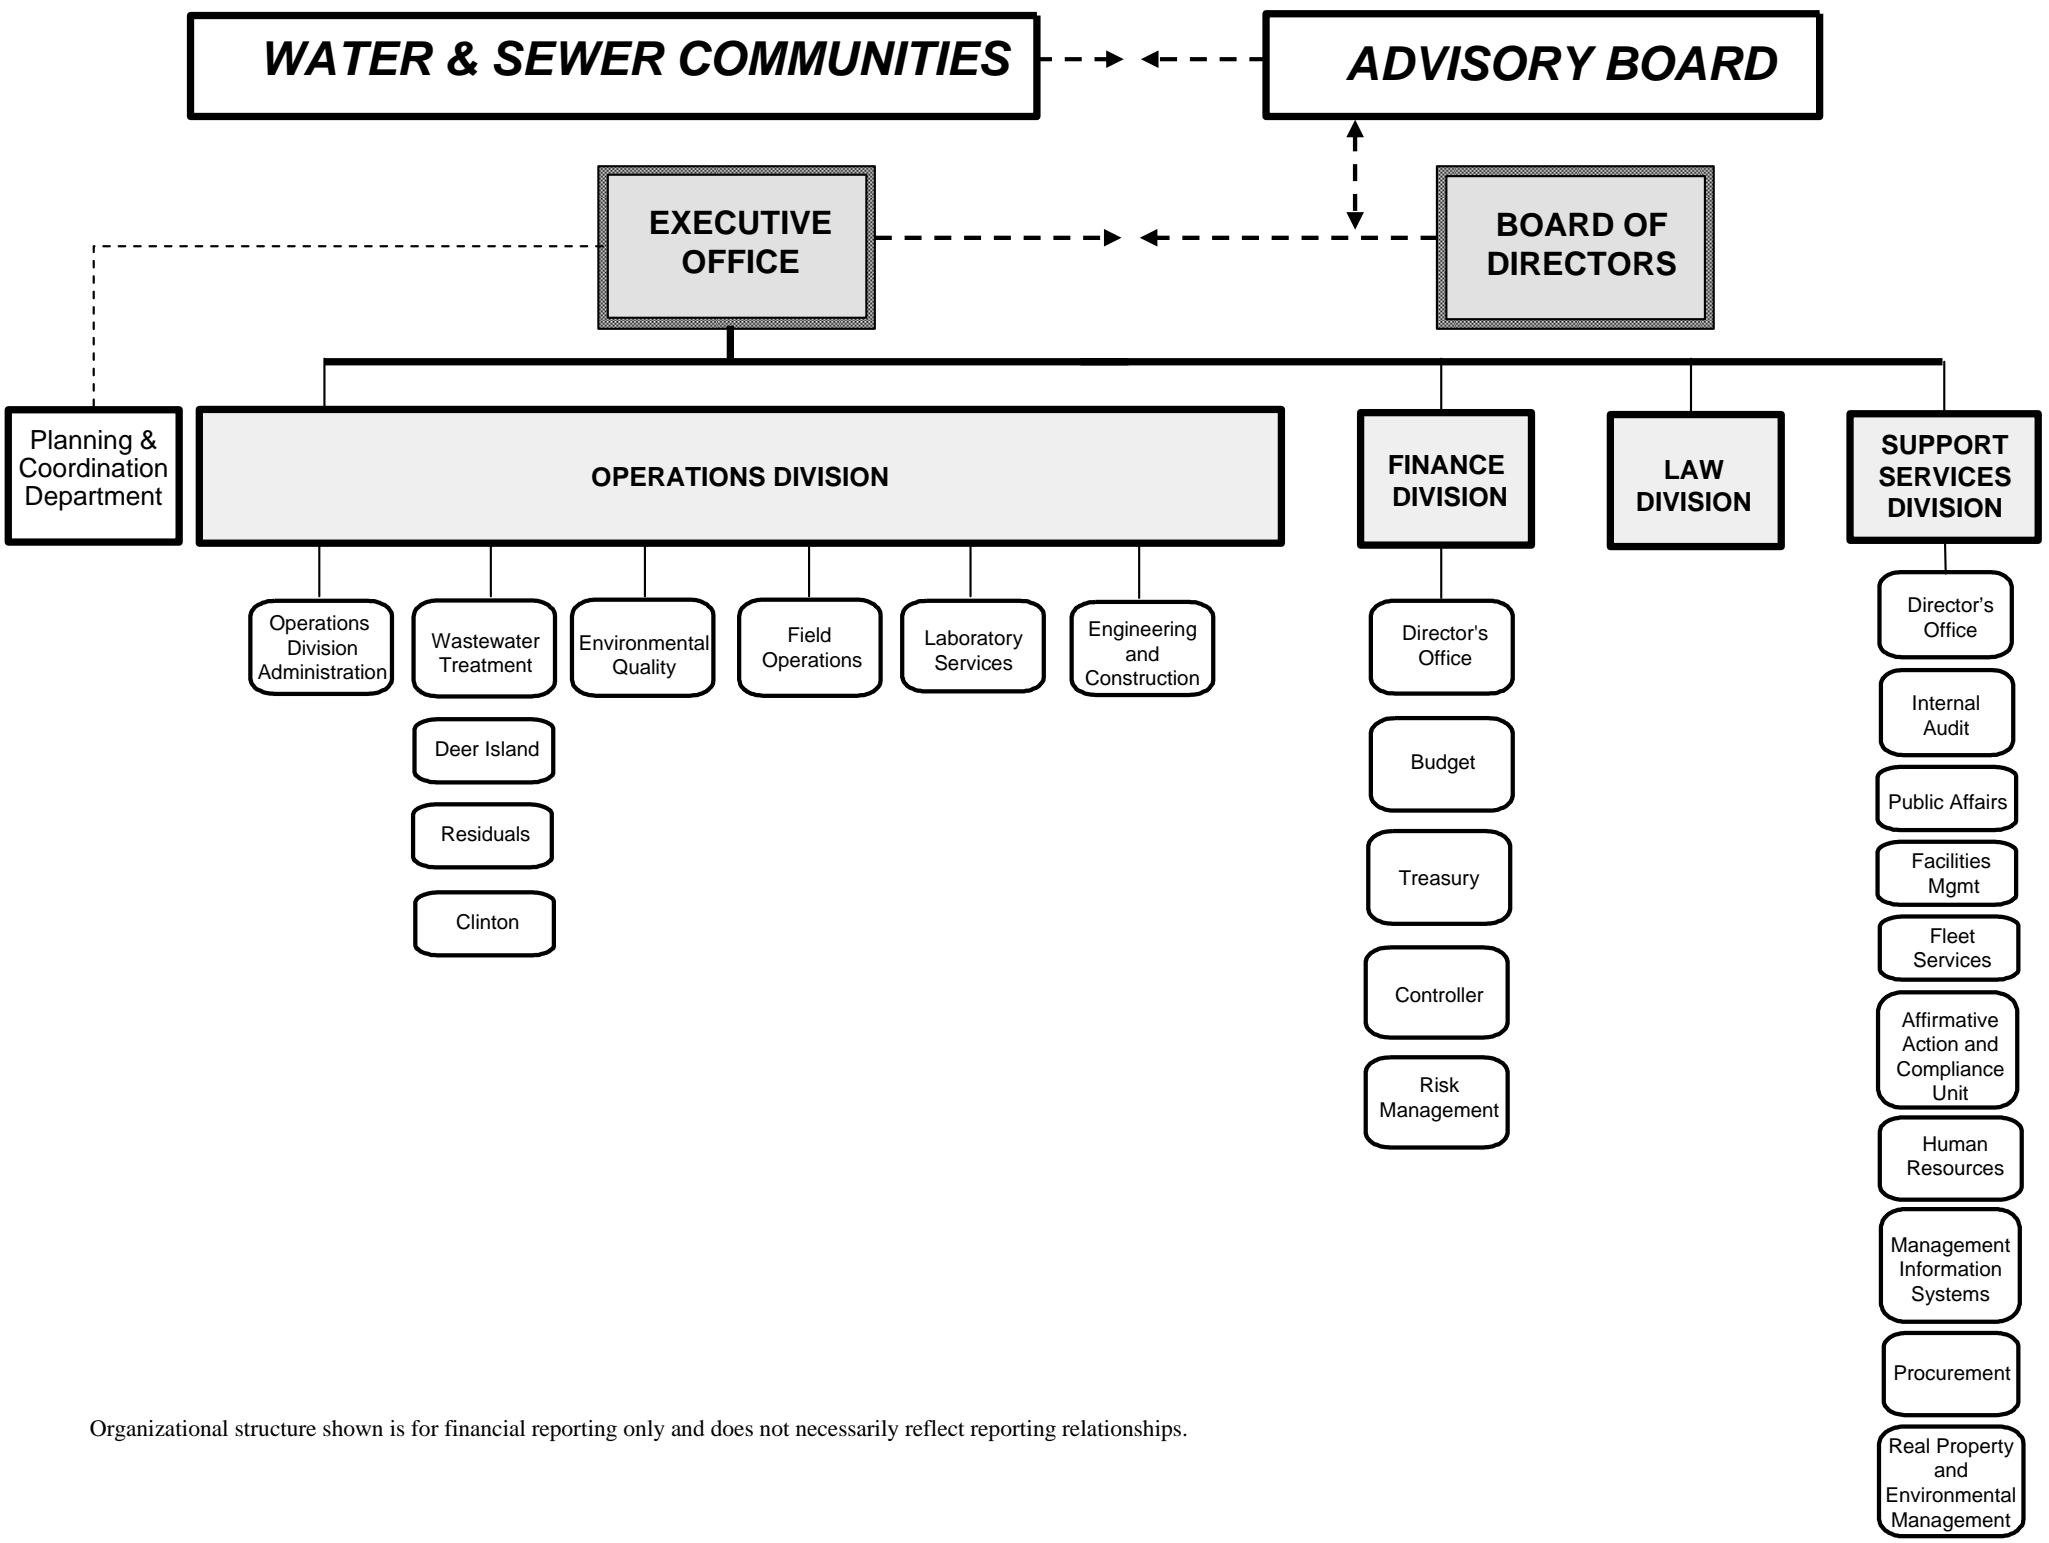 WATER & SEWER COMMUNITIES
ADVISORY BOARD
EXECUTIVE
OFFICE
BOARD OF
DIRECTORS
Planning &
Coordination
Department
OPERATIONS DIVISION
FINANCE
DIVISION
LAW
DIVISION
SUPPORT
SERVICES
DIVISION
Operations
Division
Administration
Wastewater
Treatment
Deer Island
Residuals
Clinton
Environmental
Quality
Field
Operations
Laboratory
Services
Engineering
and
Construction
Director's
Office
Budget
Treasury
Controller
Risk
Management
Director’s
Office
Internal
Audit
Public Affairs
Facilities
Mgmt
Fleet
Services
Affirmative
Action and
Compliance
Unit
Human
Resources
Management
Information
Systems
Procurement
Real Property
and
Environmental
Management
Organizational structure shown is for financial reporting only and does not necessarily reflect reporting relationships.